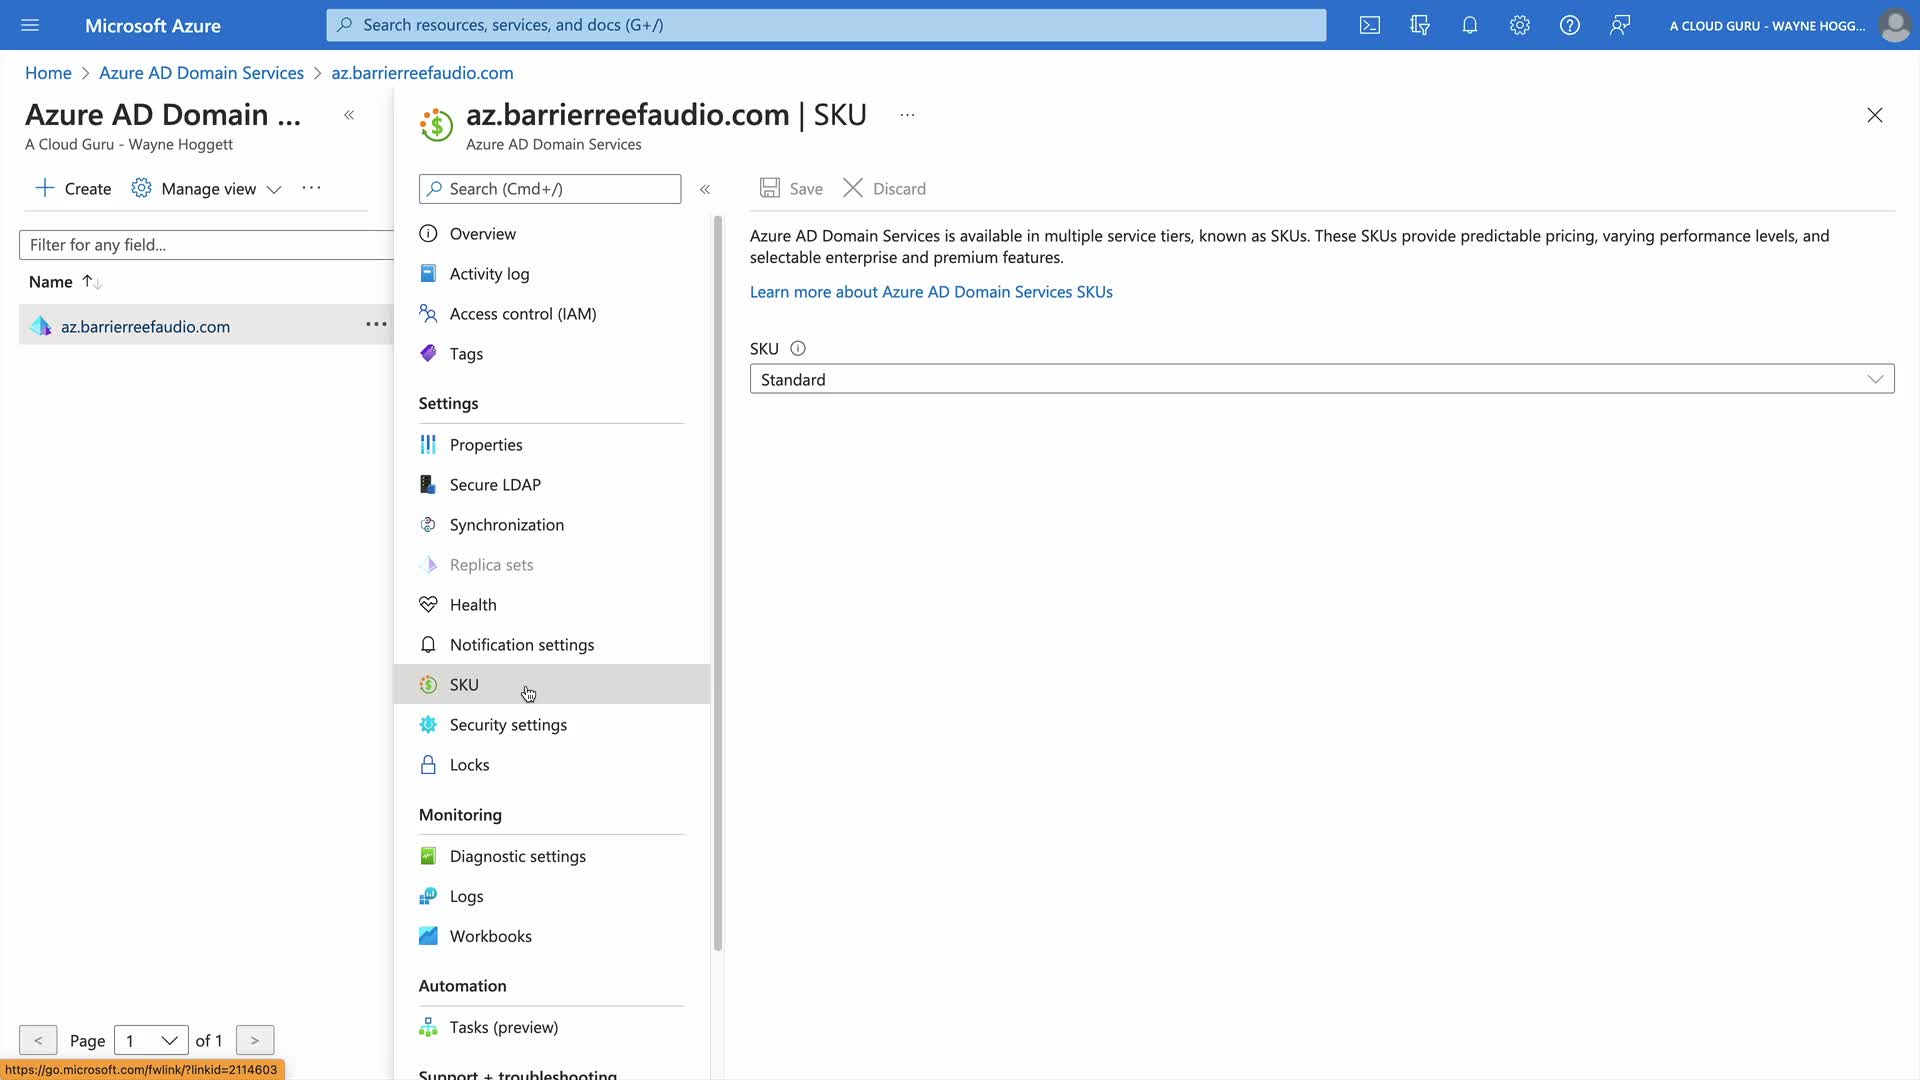 Microsoft Azure
Search resources, services, and docs (G+/)
A CLOUD GURU - WAYNE HOGG...
Home > Azure AD Domain Services > az.barrierreefaudio.com
Azure AD Domain ...
«
A Cloud Guru - Wayne Hoggett
Create
Manage view
...
Filter for any field...
Name ↑↓
az.barrierreefaudio.com
...
< Page 1 of 1 >
https://go.microsoft.com/fwlink/?linkid=2114603
az.barrierreefaudio.com | SKU
...
Azure AD Domain Services
Search (Cmd+/)
«
Overview
Activity log
Access control (IAM)
Tags
Settings
Properties
Secure LDAP
Synchronization
Replica sets
Health
Notification settings
SKU
Security settings
Locks
Monitoring
Diagnostic settings
Logs
Workbooks
Automation
Tasks (preview)
Support + troubleshooting
Save
Discard
Azure AD Domain Services is available in multiple service tiers, known as SKUs. These SKUs provide predictable pricing, varying performance levels, and
selectable enterprise and premium features.
Learn more about Azure AD Domain Services SKUs
SKU
Standard